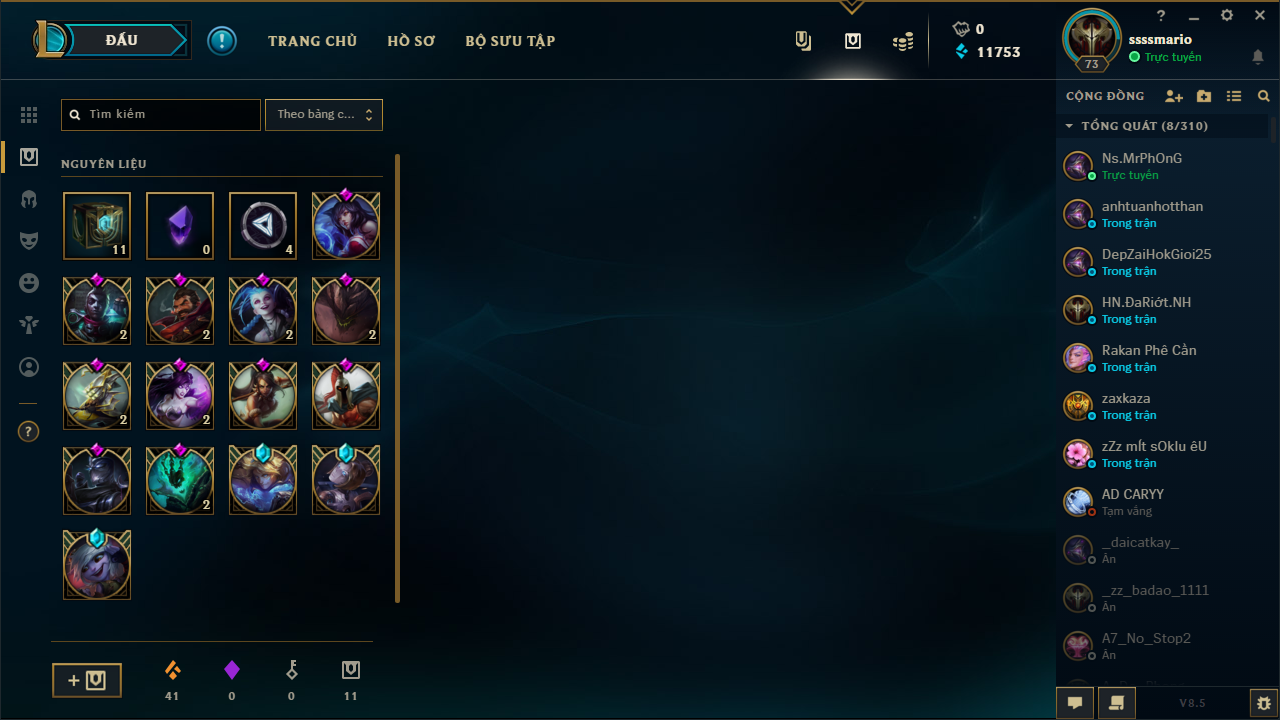 ĐẤU
TRANG CHỦ
HỒ SƠ
BỘ SƯU TẬP
0
11753
73
ssssmario
Trực tuyến
Tìm kiếm
Theo bảng c...
NGUYÊN LIỆU
11
0
4
2
2
2
2
2
2
2
41
0
0
11
CỘNG ĐỒNG
TỔNG QUÁT (8/310)
Ns.MrPhOnG
Trực tuyến
anhtuanhotthan
Trong trận
DepZaiHokGioi25
Trong trận
HN.ĐaRiớt.NH
Trong trận
Rakan Phê Cần
Trong trận
zaxkaza
Trong trận
zZz mÍt sOkIu êU
Trong trận
AD CARYY
Tạm vắng
_daicatkay_
Ẩn
_zz_badao_1111
Ẩn
A7_No_Stop2
Ẩn
V8.5